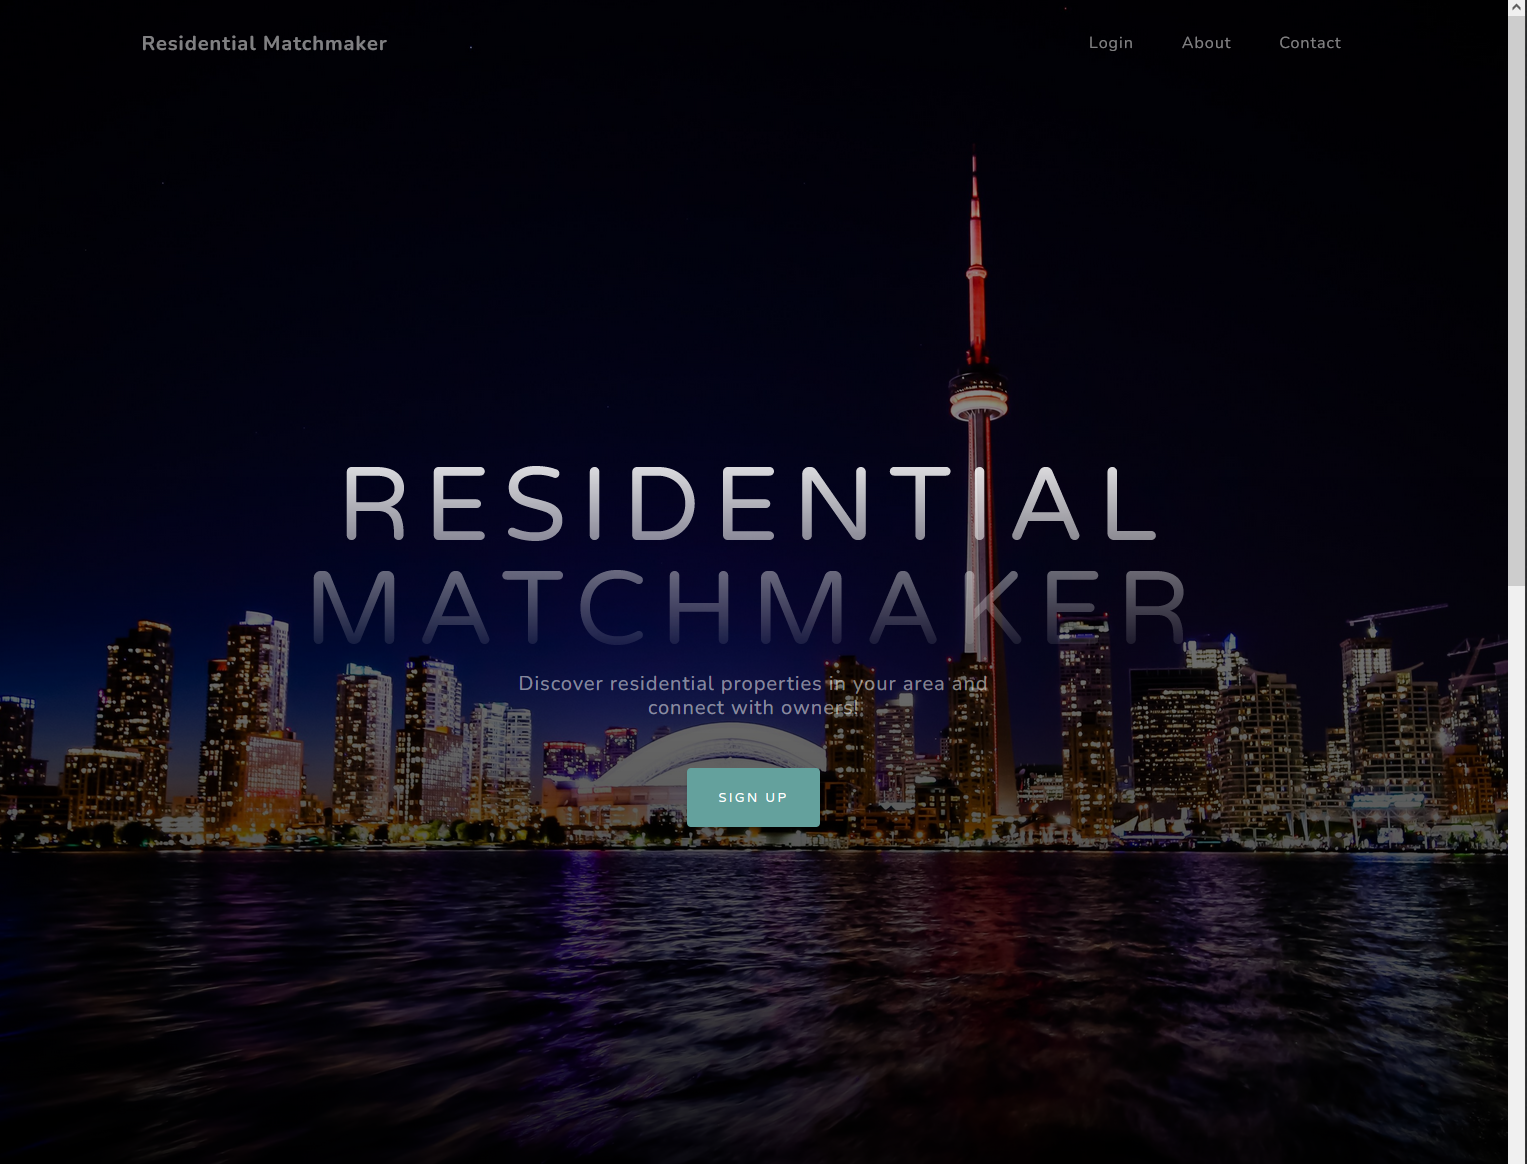 Residential Matchmaker
Login About Contact
RESIDENTIAL
MATCHMAKER
Discover residential properties in your area and
connect with owners!
SIGN UP